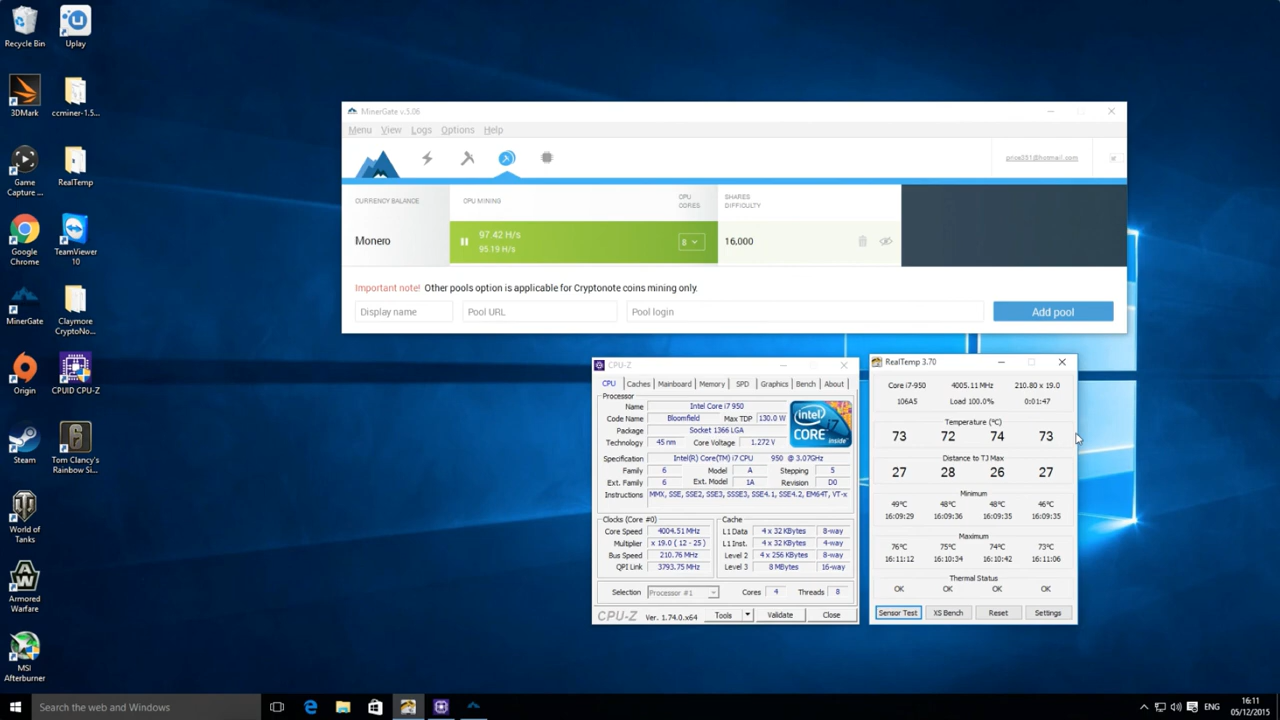 Recycle Bin
Uplay
3DMark
ccminer-1.5...
Game
Capture ...
RealTemp
Google
Chrome
TeamViewer
10
MinerGate
Claymore
CryptoNo...
Origin
CPUID CPU-Z
Steam
Tom Clancy's
Rainbow Si...
World of
Tanks
Armored
Warfare
MSI
Afterburner
MinerGate v.5.06
Menu View Logs Options Help
CURRENCY BALANCE
CPU MINING
CPU
CORES
SHARES
DIFFICULTY
Monero
97.42 H/s
95.19 H/s
8
16.000
Important note! Other pools option is applicable for Cryptonote coins mining only.
Display name
Pool URL
Pool login
Add pool
CPU-Z
CPU Caches Mainboard Memory SPD Graphics Bench About
Processor
Name Intel Core i7 950
Code Name Bloomfield Max TDP 130.0 W
Package Socket 1366 LGA
Technology 45 nm Core Voltage 1.272 V
intel
CORE i7
inside
Specification Intel(R) Core(TM) i7 CPU 950 @ 3.07GHz
Family 6 Model A Stepping 5
Ext. Family 6 Ext. Model 1A Revision D0
Instructions MMX, SSE, SSE2, SSE3, SSSE3, SSE4.1, SSE4.2, EM64T, VT-x
Clocks (Core #0)
Core Speed 4004.51 MHz
Multiplier x 19.0 ( 12 - 25 )
Bus Speed 210.76 MHz
QPI Link 3793.75 MHz
Cache
L1 Data 4 x 32 KBytes 8-way
L1 Inst. 4 x 32 KBytes 4-way
Level 2 4 x 256 KBytes 8-way
Level 3 8 MBytes 16-way
Selection Processor #1 Cores 4 Threads 8
CPU-Z Ver. 1.74.0.x64 Tools Validate Close
RealTemp 3.70
Core i7-950 4005.11 MHz 210.80 x 19.0
106A5 Load 100.0% 0:01:47
Temperature (°C)
73 72 74 73
Distance to TJ Max
27 28 26 27
Minimum
49°C 48°C 48°C 46°C
16:09:29 16:09:36 16:09:35 16:09:35
Maximum
76°C 75°C 74°C 73°C
16:11:12 16:10:34 16:10:42 16:11:06
Thermal Status
OK OK OK OK
Sensor Test XS Bench Reset Settings
Search the web and Windows
ENG
16:11
05/12/2015